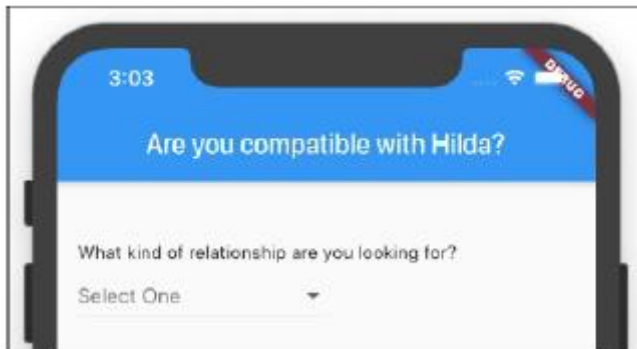 3:03
DEBUG
Are you compatible with Hilda?
What kind of relationship are you looking for?
Select One